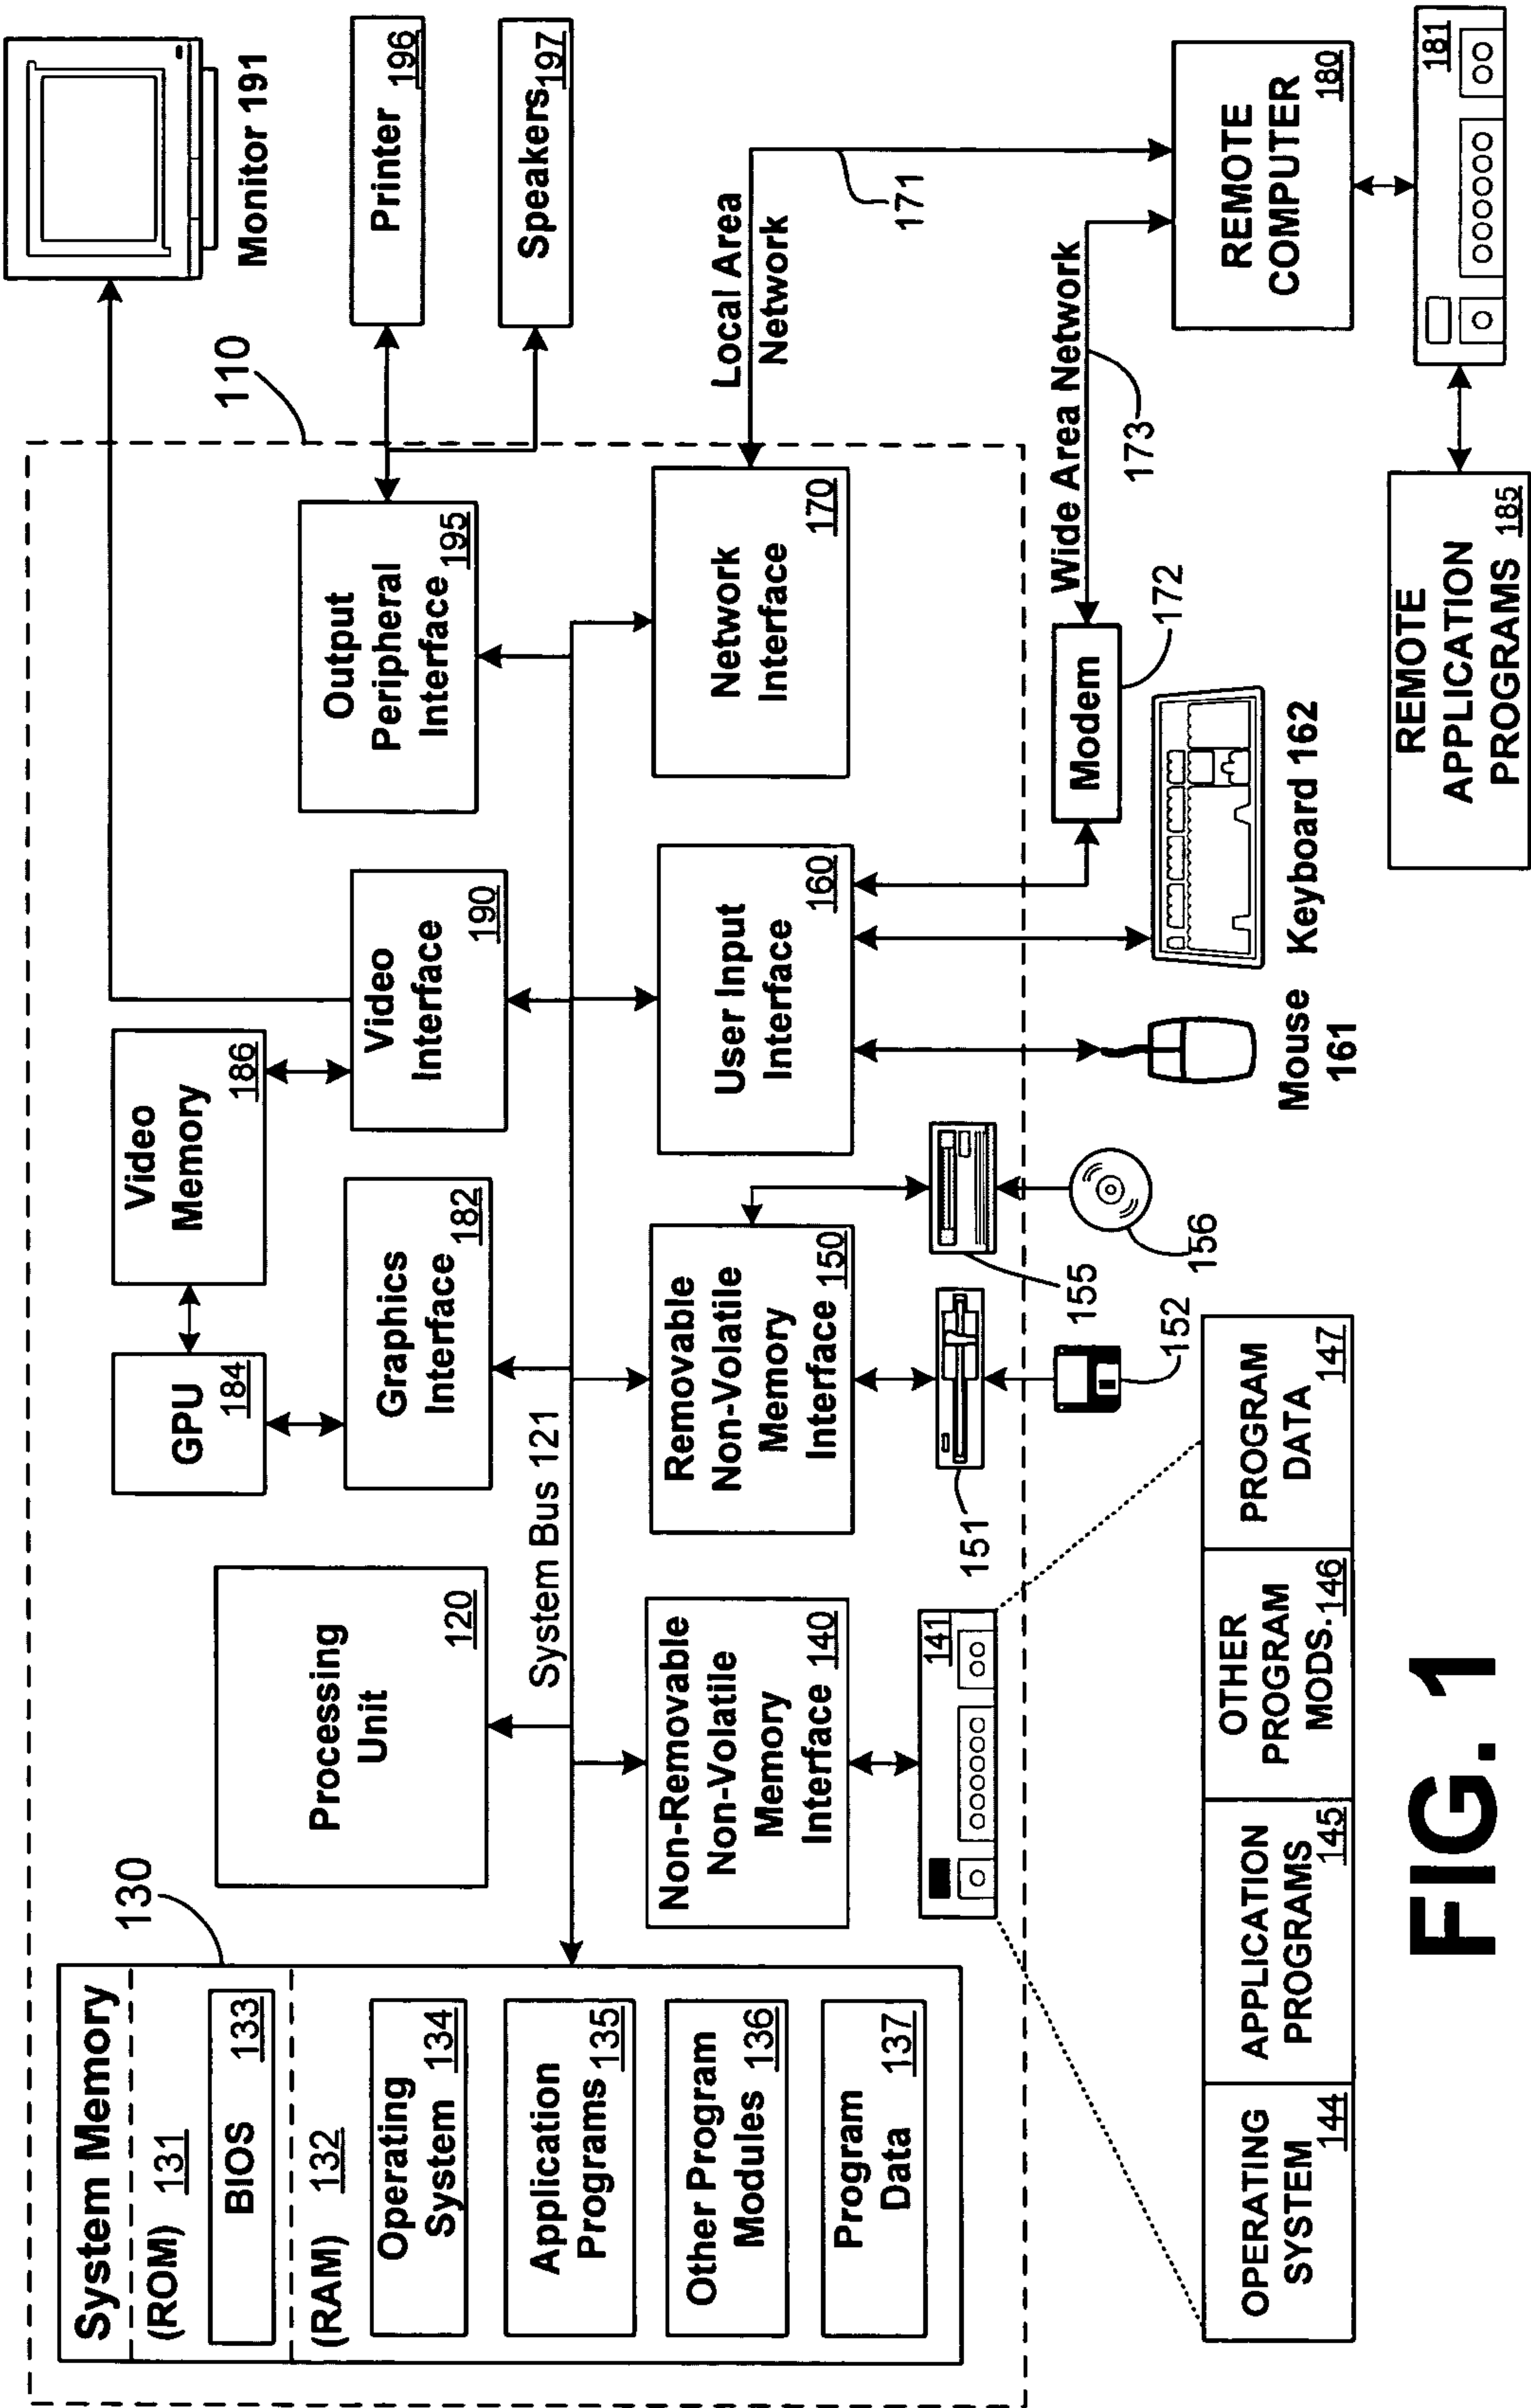 System Memory
(ROM) 131
BIOS 133
(RAM) 132
Operating
System 134
Application
Programs 135
Other Program
Modules 136
Program
Data 137
130
Processing
Unit
120
GPU
184
Video
Memory
186
Graphics
Interface 182
Video
Interface
190
110
Output
Peripheral
Interface 195
Monitor 191
Printer 196
Speakers 197
System Bus 121
Non-Removable
Non-Volatile
Memory
Interface 140
Removable
Non-Volatile
Memory
Interface 150
User Input
Interface
160
Network
Interface
170
Local Area
Network
171
141
151
155
152
156
Mouse
161
Keyboard 162
Modem
172
Wide Area Network
173
REMOTE
COMPUTER
180
181
REMOTE
APPLICATION
PROGRAMS 185
OPERATING
SYSTEM 144
APPLICATION
PROGRAMS 145
OTHER
PROGRAM
MODS. 146
PROGRAM
DATA 147
FIG. 1